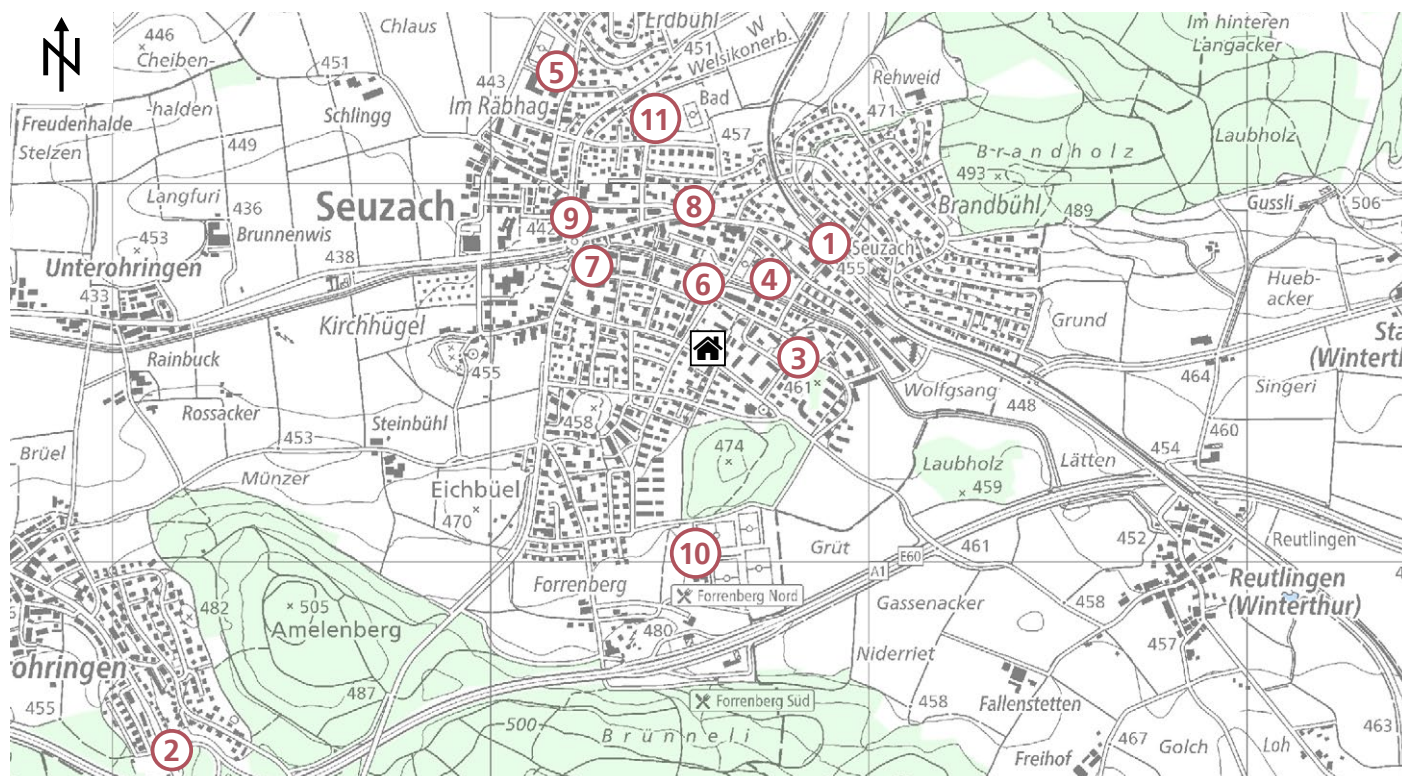 N
446
Cheiben-
-halden
Chlaus
451
Schlingg
443
Im Räbhag
5
Erdbühl
451
W
Welsikonerb.
Bad
11
457
Rehweid
471
Im hinteren
Langacker
Laubholz
Brandholz
493
Brandbühl
489
Gussli
506
Freudenhalde
Stelzen
449
Langfuri
436
Brunnenwis
453
Unterohringen
433
438
Seuzach
9
442
8
7
6
4
1
Seuzach
455
Hueb-
acker
Grund
Sta
(Winterth
464
Singeri
Kirchhügel
455
Rainbuck
Rossacker
Steinbühl
453
3
461
Wolfgsang
448
460
454
458
474
Laubholz
459
Lätten
Brüel
Münzer
Eichbüel
470
10
Grüt
A1
E60
461
452
Reutlingen
Reutlingen
(Winterthur)
Forrenberg
Forrenberg Nord
Gassenacker
458
457
482
505
Amelenberg
480
Niderriet
ohringen
455
487
Forrenberg Süd
458
Fallenstetten
500
Brünneli
2
Freihof
467
Golch
Loh
463